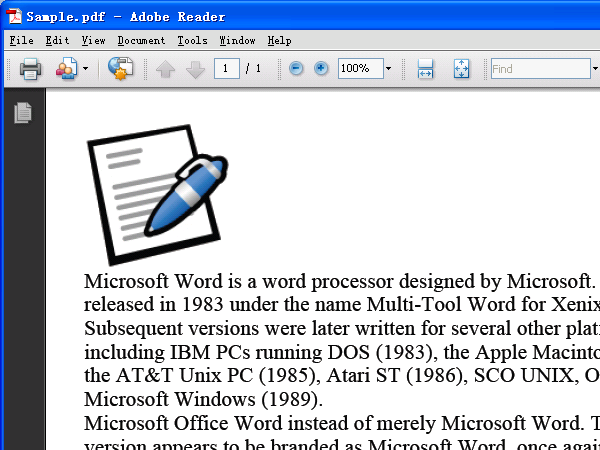 Sample.pdf - Adobe Reader
File Edit View Document Tools Window Help
1 / 1 100% Find
Microsoft Word is a word processor designed by Microsoft.
released in 1983 under the name Multi-Tool Word for Xenix
Subsequent versions were later written for several other plat
including IBM PCs running DOS (1983), the Apple Macinto
the AT&T Unix PC (1985), Atari ST (1986), SCO UNIX, O
Microsoft Windows (1989).
Microsoft Office Word instead of merely Microsoft Word. T
version appears to be branded as Microsoft Word, once agai